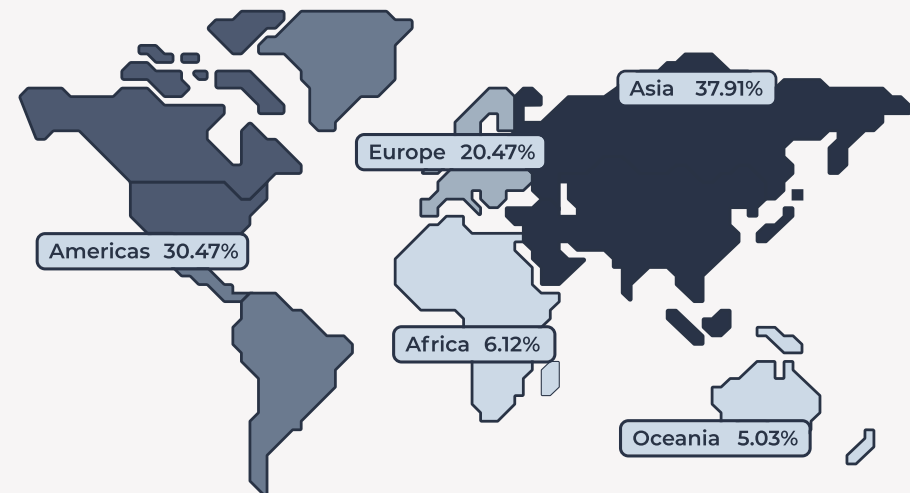 Asia 37.91%
Europe 20.47%
Americas 30.47%
Africa 6.12%
Oceania 5.03%